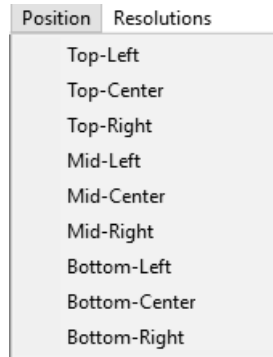 Position Resolutions
Top-Left
Top-Center
Top-Right
Mid-Left
Mid-Center
Mid-Right
Bottom-Left
Bottom-Center
Bottom-Right